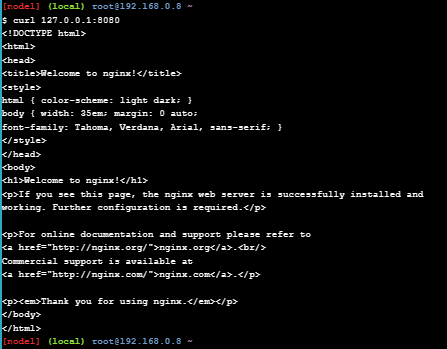 [node1] (local) root@192.168.0.8 ~
$ curl 127.0.0.1:8080
<!DOCTYPE html>
<html>
<head>
<title>Welcome to nginx!</title>
<style>
html { color-scheme: light dark; }
body { width: 35em; margin: 0 auto;
font-family: Tahoma, Verdana, Arial, sans-serif; }
</style>
</head>
<body>
<h1>Welcome to nginx!</h1>
<p>If you see this page, the nginx web server is successfully installed and
working. Further configuration is required.</p>

<p>For online documentation and support please refer to
<a href="http://nginx.org/">nginx.org</a>.<br/>
Commercial support is available at
<a href="http://nginx.com/">nginx.com</a>.</p>

<p><em>Thank you for using nginx.</em></p>
</body>
</html>
[node1] (local) root@192.168.0.8 ~